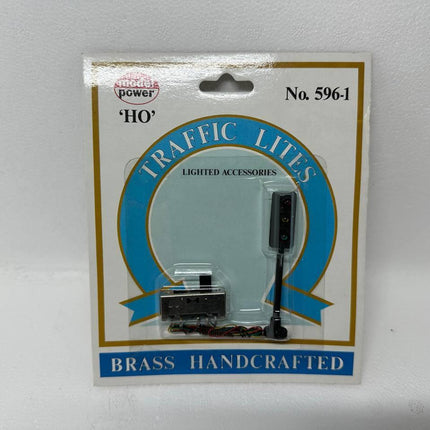 model
power
No. 596-1
'HO'
TRAFFIC LITES
LIGHTED ACCESSORIES
BRASS HANDCRAFTED